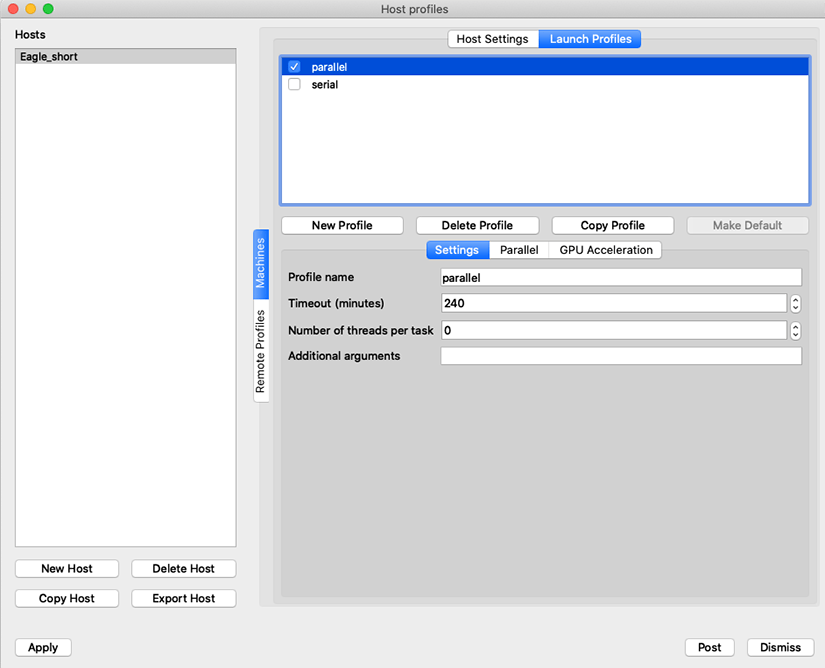 Host profiles
Hosts
Eagle_short
New Host
Delete Host
Copy Host
Export Host
Machines
Remote Profiles
Host Settings
Launch Profiles
parallel
serial
New Profile
Delete Profile
Copy Profile
Make Default
Settings
Parallel
GPU Acceleration
Profile name
parallel
Timeout (minutes)
240
Number of threads per task
0
Additional arguments
Apply
Post
Dismiss